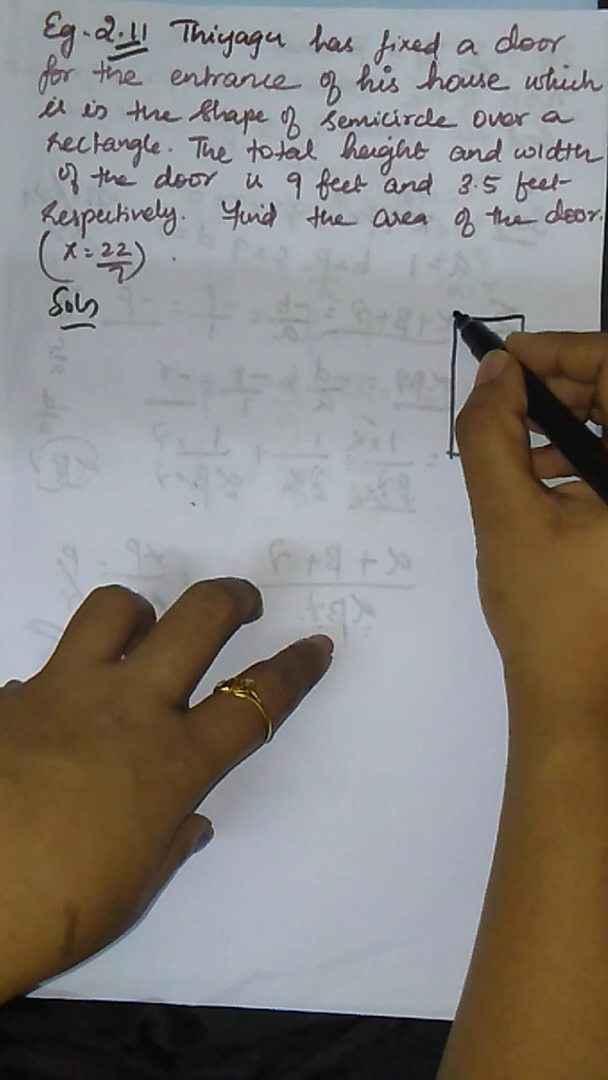 Eg. 2.11 Thiyagu has fixed a door
for the entrance of his house which
is is the shape of semicircle over a
rectangle. The total height and width
of the door is 9 feet and 3.5 feet
respectively. Find the area of the door.
(π = 22/7).
Soln